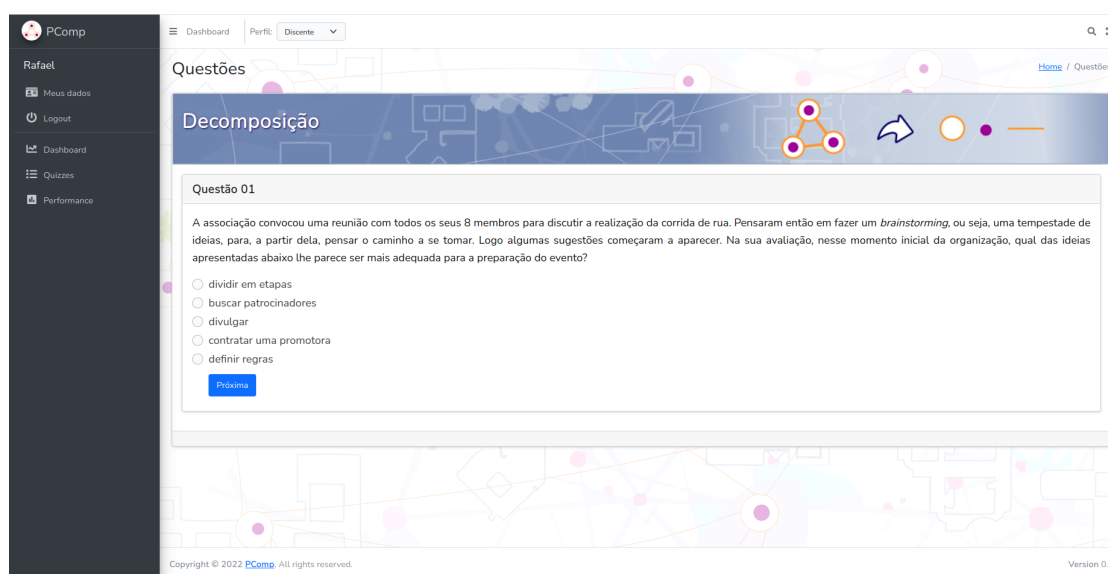 PComp
Dashboard Perfil: Discente
Rafael
Meus dados
Logout
Dashboard
Quizzes
Performance
Questões
Home / Questões
Decomposição
Questão 01
A associação convocou uma reunião com todos os seus 8 membros para discutir a realização da corrida de rua. Pensaram então em fazer um brainstorming, ou seja, uma tempestade de
ideias, para, a partir dela, pensar o caminho a se tomar. Logo algumas sugestões começaram a aparecer. Na sua avaliação, nesse momento inicial da organização, qual das ideias
apresentadas abaixo lhe parece ser mais adequada para a preparação do evento?
dividir em etapas
buscar patrocinadores
divulgar
contratar uma promotora
definir regras
Próxima
Copyright © 2022 PComp. All rights reserved.
Version 0.